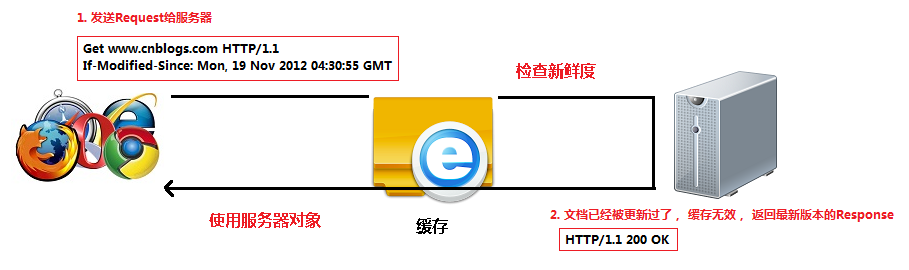 1. 发送Request给服务器
Get www.cnblogs.com HTTP/1.1
If-Modified-Since: Mon, 19 Nov 2012 04:30:55 GMT
检查新鲜度
使用服务器对象
缓存
2. 文档已经被更新过了 ， 缓存无效 ， 返回最新版本的Response
HTTP/1.1 200 OK